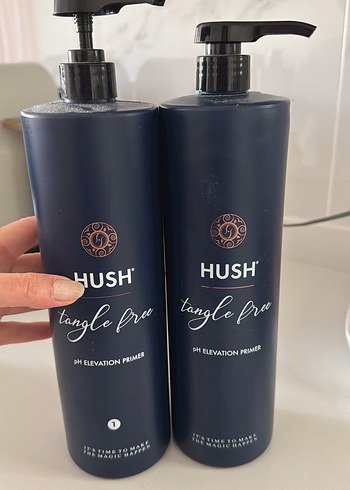 HUSH®
tangle free
pH ELEVATION PRIMER
1
IT'S TIME TO MAKE
THE MAGIC HAPPEN
HUSH®
tangle free
pH ELEVATION PRIMER
IT'S TIME TO MAKE
THE MAGIC HAPPEN